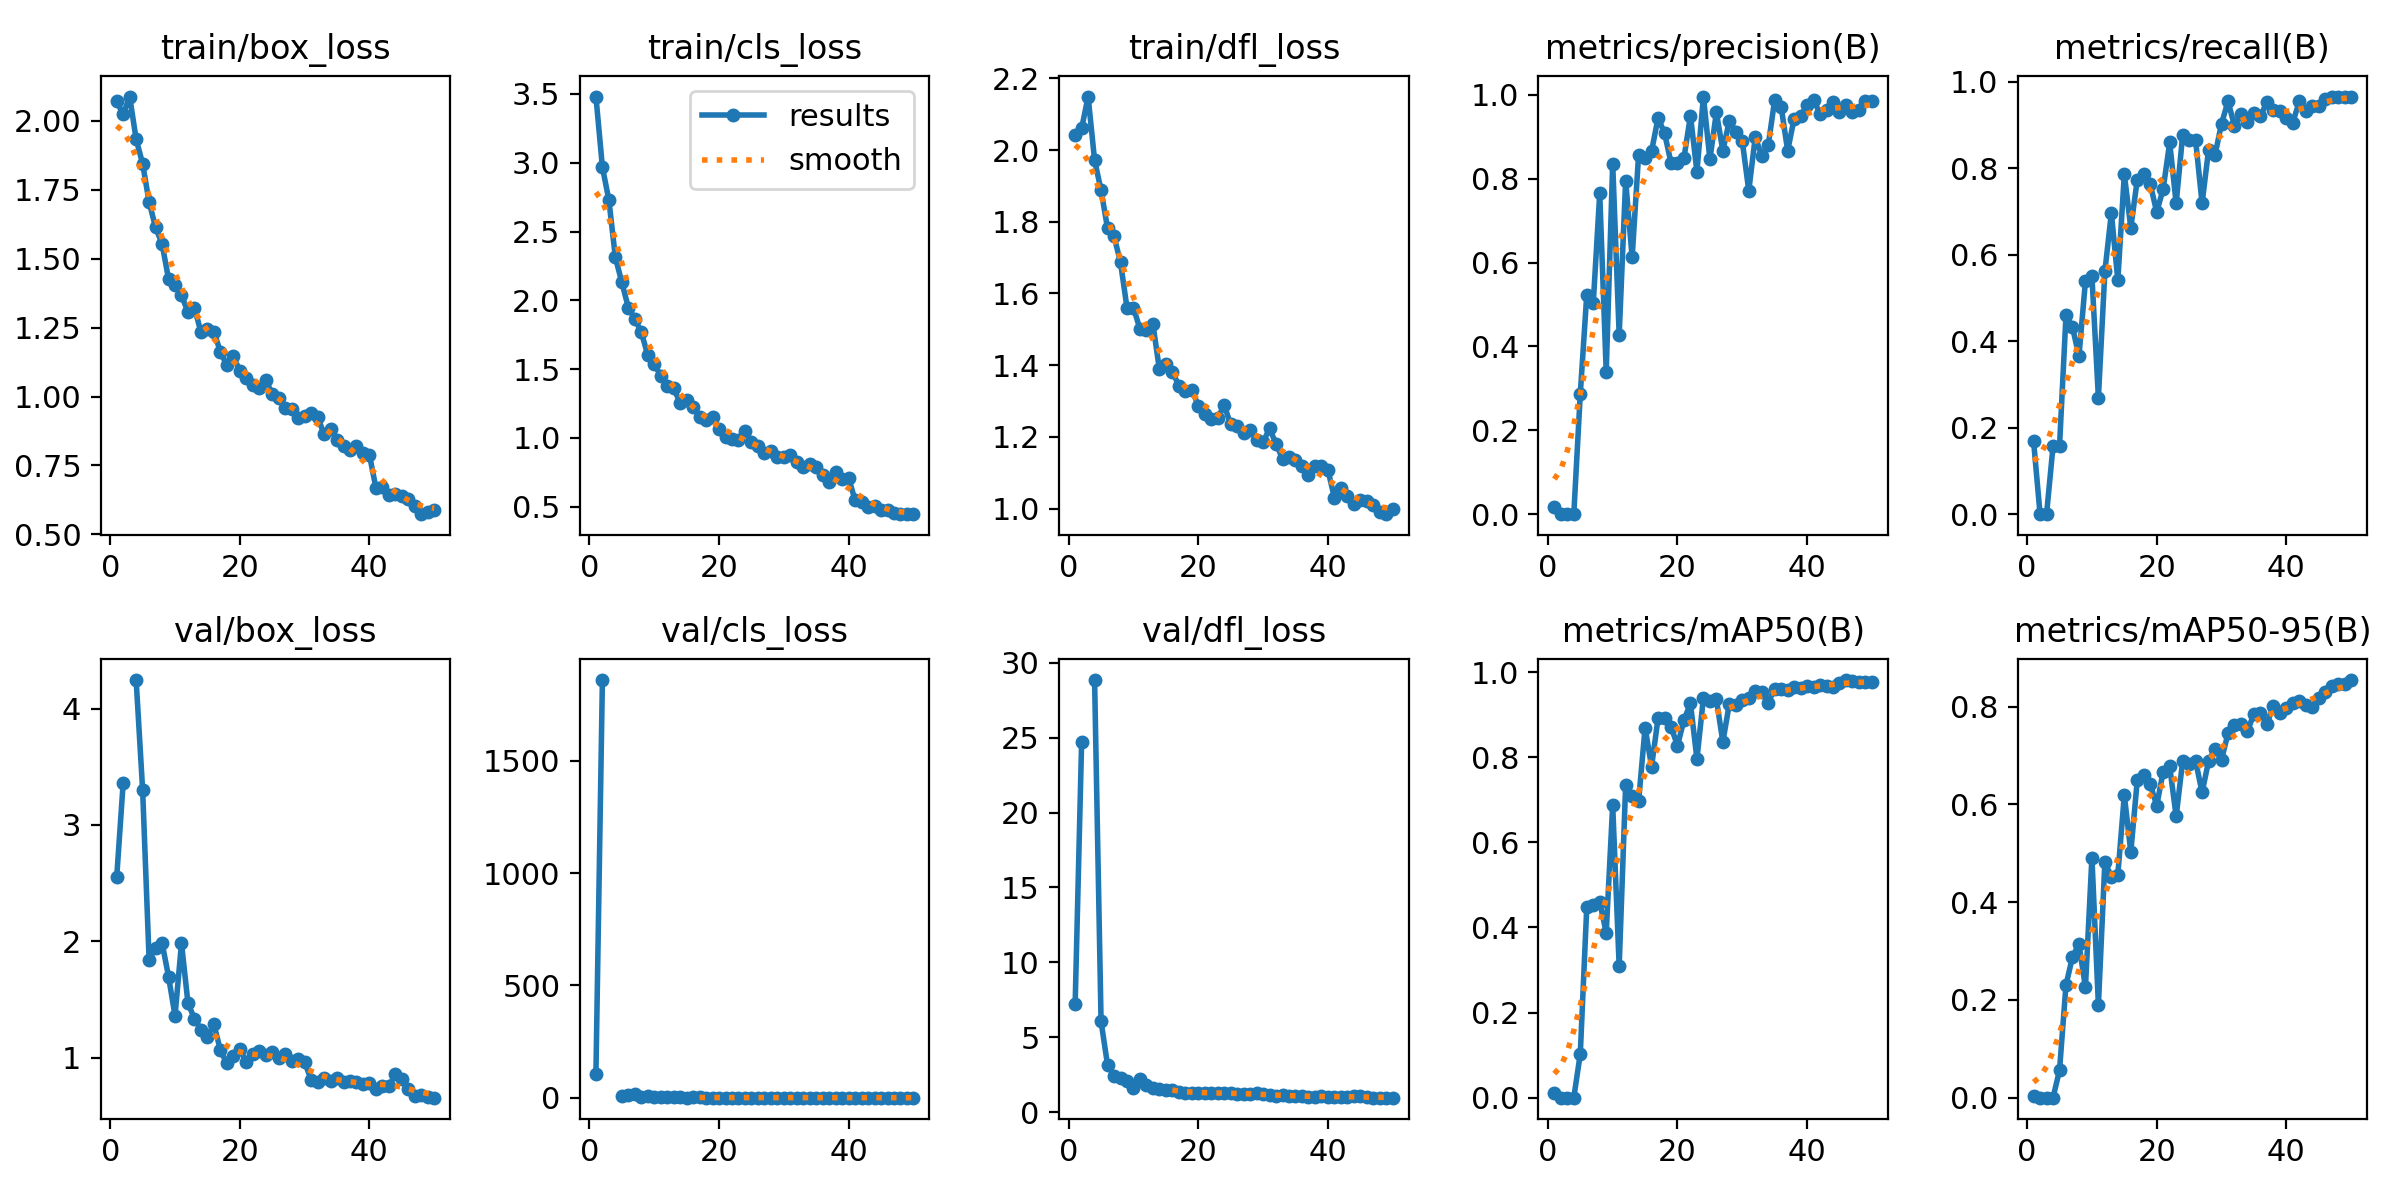 train/box_loss
2.00
1.75
1.50
1.25
1.00
0.75
0.50
0 20 40
train/cls_loss
results
smooth
3.5
3.0
2.5
2.0
1.5
1.0
0.5
0 20 40
train/dfl_loss
2.2
2.0
1.8
1.6
1.4
1.2
1.0
0 20 40
metrics/precision(B)
1.0
0.8
0.6
0.4
0.2
0.0
0 20 40
metrics/recall(B)
1.0
0.8
0.6
0.4
0.2
0.0
0 20 40
val/box_loss
4
3
2
1
0 20 40
val/cls_loss
1500
1000
500
0
0 20 40
val/dfl_loss
30
25
20
15
10
5
0
0 20 40
metrics/mAP50(B)
1.0
0.8
0.6
0.4
0.2
0.0
0 20 40
metrics/mAP50-95(B)
0.8
0.6
0.4
0.2
0.0
0 20 40